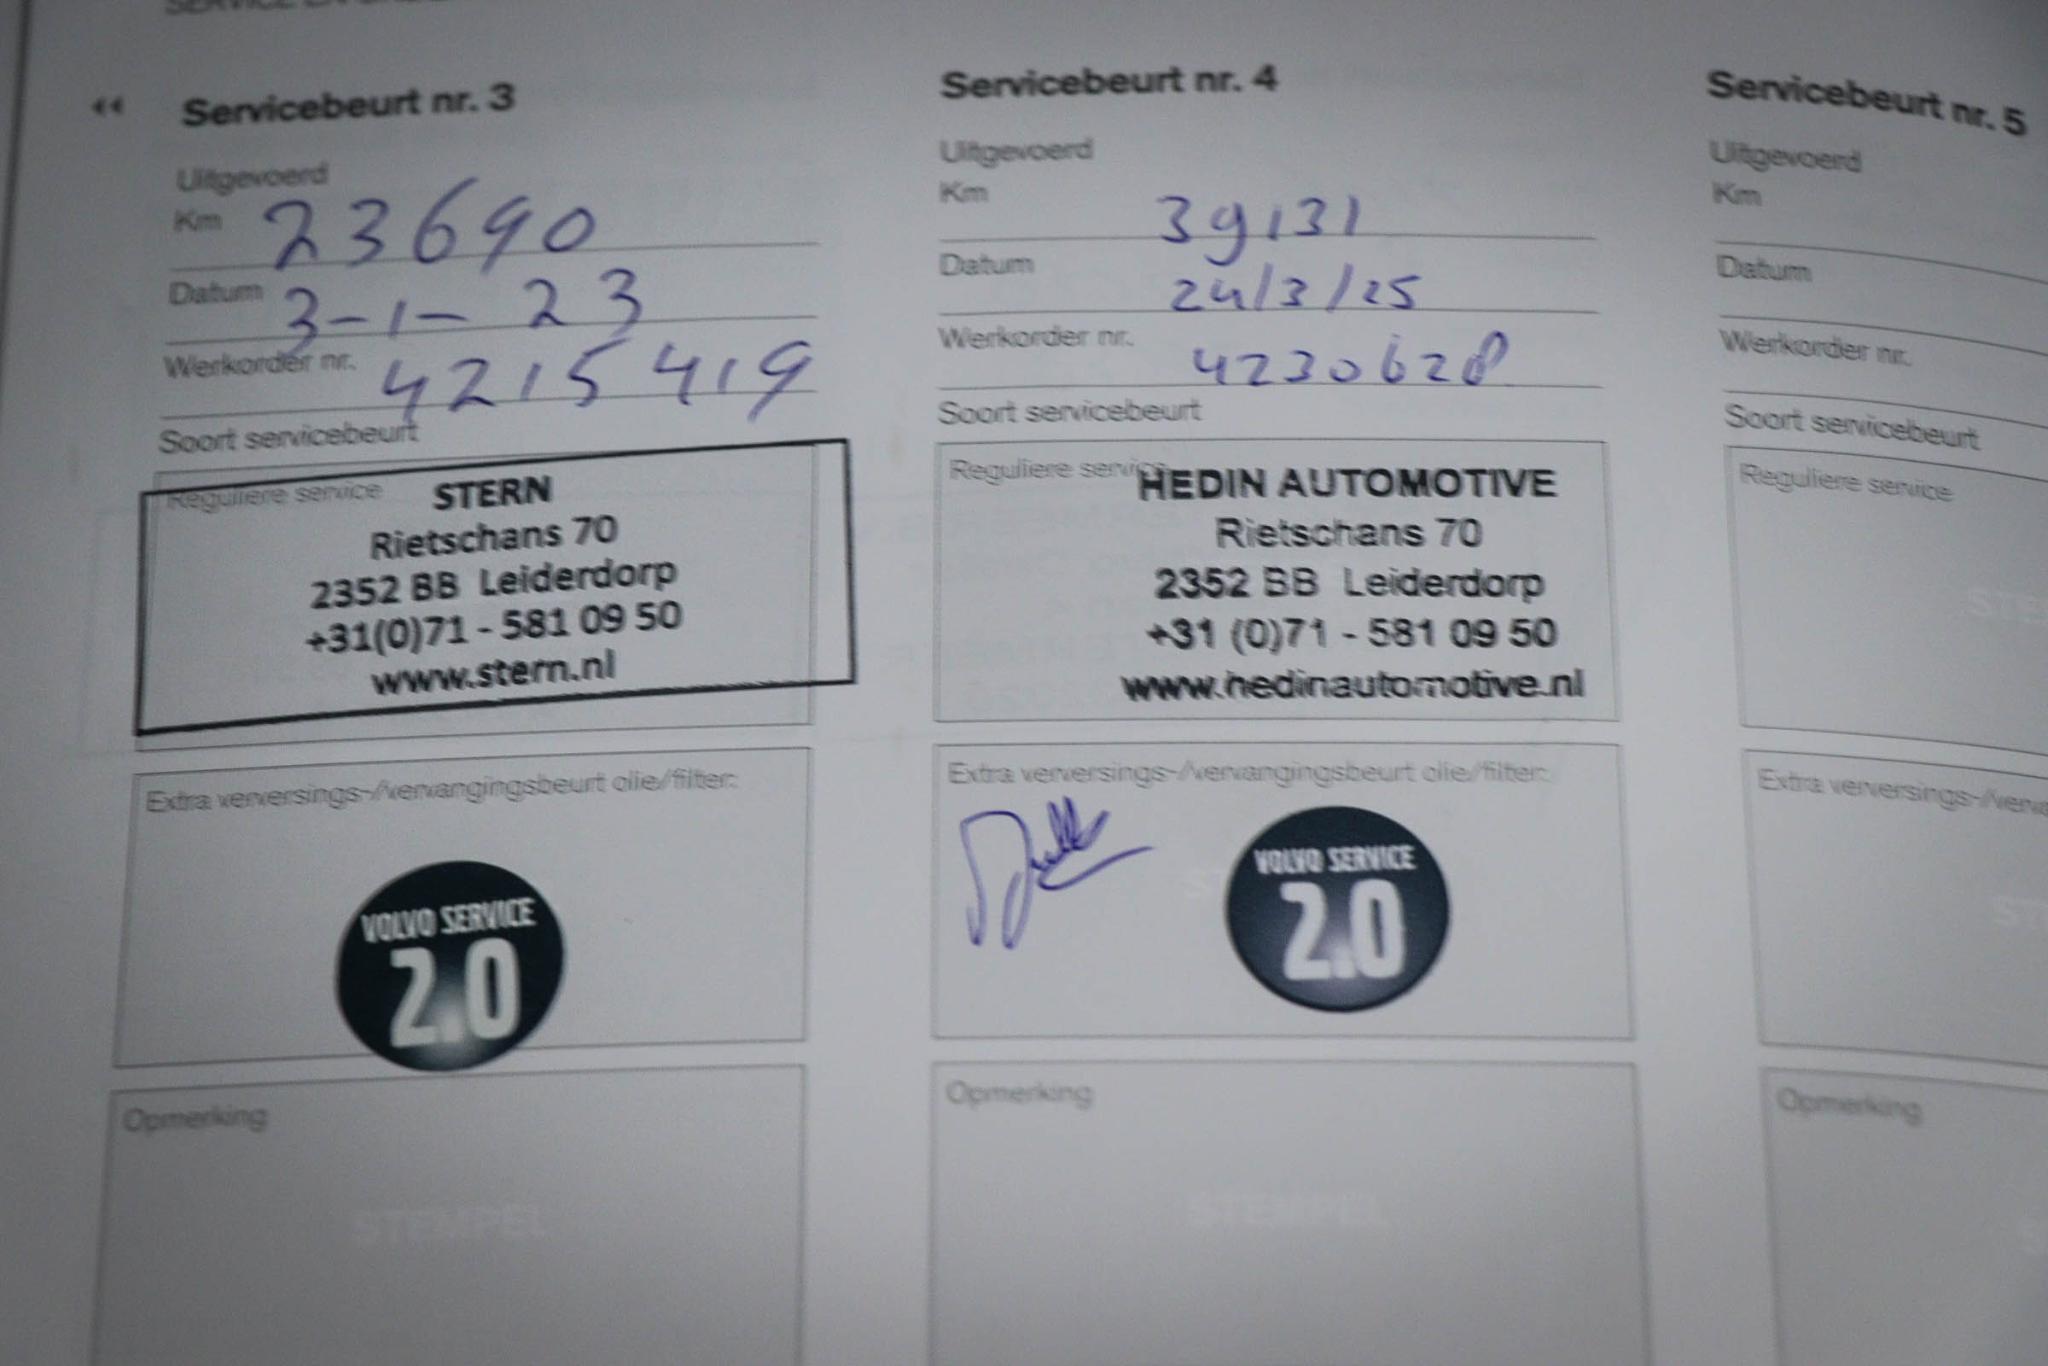 Servicebeurt nr. 3
Uitgevoerd
Km 23690
Datum 3-1-23
Werkorder nr. 4215419
Soort servicebeurt
Reguliere service
STERN
Rietschans 70
2352 BB Leiderdorp
+31(0)71 - 581 09 50
www.stern.nl
Extra verversings-/vervangingsbeurt olie/filter:
VOLVO SERVICE
2.0
Opmerking
STEMPEL
Servicebeurt nr. 4
Uitgevoerd
Km 39131
Datum 24/3/25
Werkorder nr. 4230628
Soort servicebeurt
Reguliere service
HEDIN AUTOMOTIVE
Rietschans 70
2352 BB Leiderdorp
+31 (0)71 - 581 09 50
www.hedinautomotive.nl
Extra verversings-/vervangingsbeurt olie/filter:
VOLVO SERVICE
2.0
Opmerking
STEMPEL
Servicebeurt nr. 5
Uitgevoerd
Km
Datum
Werkorder nr.
Soort servicebeurt
Reguliere service
Extra verversings-/verva
Opmerking